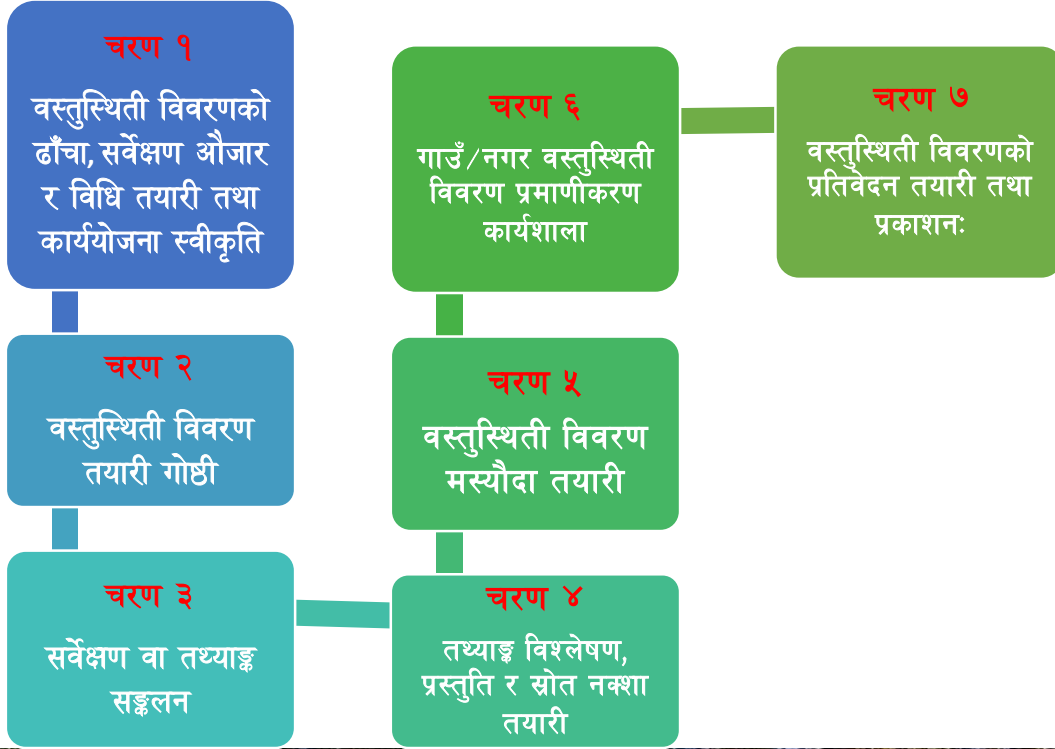 चरण १
वस्तुस्थिती विवरणको
ढाँचा, सर्वेक्षण औजार
र विधि तयारी तथा
कार्ययोजना स्वीकृति
चरण २
वस्तुस्थिती विवरण
तयारी गोष्ठी
चरण ३
सर्वेक्षण वा तथ्याङ्क
सङ्कलन
चरण ४
तथ्याङ्क विश्लेषण,
प्रस्तुति र स्रोत नक्शा
तयारी
चरण ५
वस्तुस्थिती विवरण
मस्यौदा तयारी
चरण ६
गाउँ/नगर वस्तुस्थिती
विवरण प्रमाणीकरण
कार्यशाला
चरण ७
वस्तुस्थिती विवरणको
प्रतिवेदन तयारी तथा
प्रकाशनः